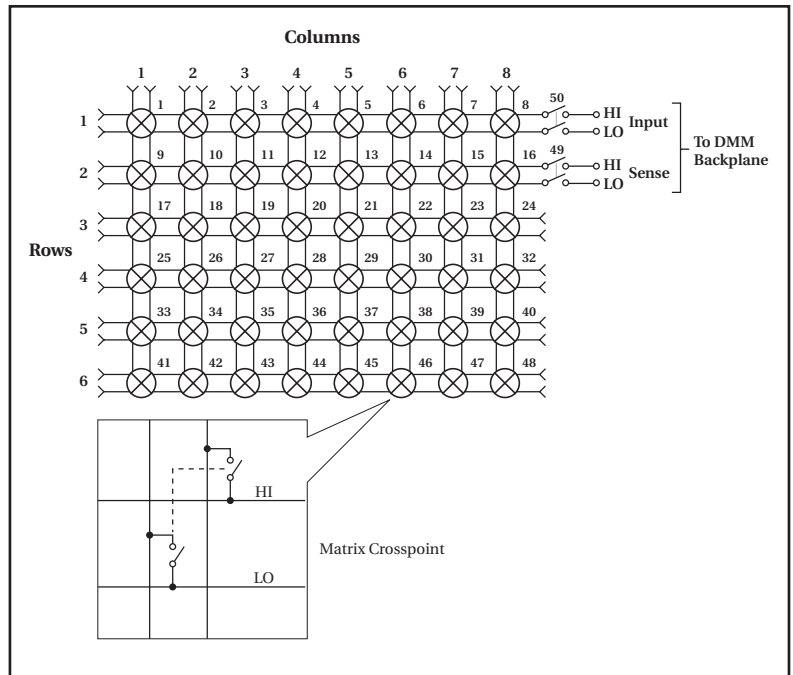 Columns
1 2 3 4 5 6 7 8
1 2 3 4 5 6 7 8 50 HI Input
1
LO
To DMM
Backplane
9 10 11 12 13 14 15 16 49 HI Sense
2
LO
17 18 19 20 21 22 23 24
3
Rows
25 26 27 28 29 30 31 32
4
33 34 35 36 37 38 39 40
5
41 42 43 44 45 46 47 48
6
HI
Matrix Crosspoint
LO